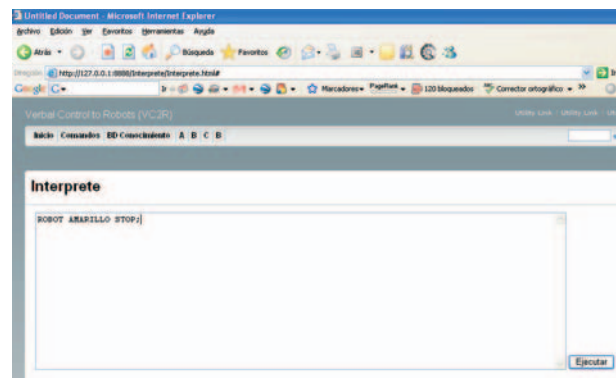 Untitled Document - Microsoft Internet Explorer
Archivo Edición Ver Favoritos Herramientas Ayuda
Atrás Búsqueda Favoritos
Dirección http://127.0.0.1:8888/Interprete/Interprete.html# Ir
Google G Ir Marcadores PageRank 120 bloqueados Corrector ortográfico »
Verbal Control to Robots (VC2R) Utility Link Utility Link
Inicio Comandos BD Conocimiento A B C B
Interprete
ROBOT AMARILLO STOP;
Ejecutar